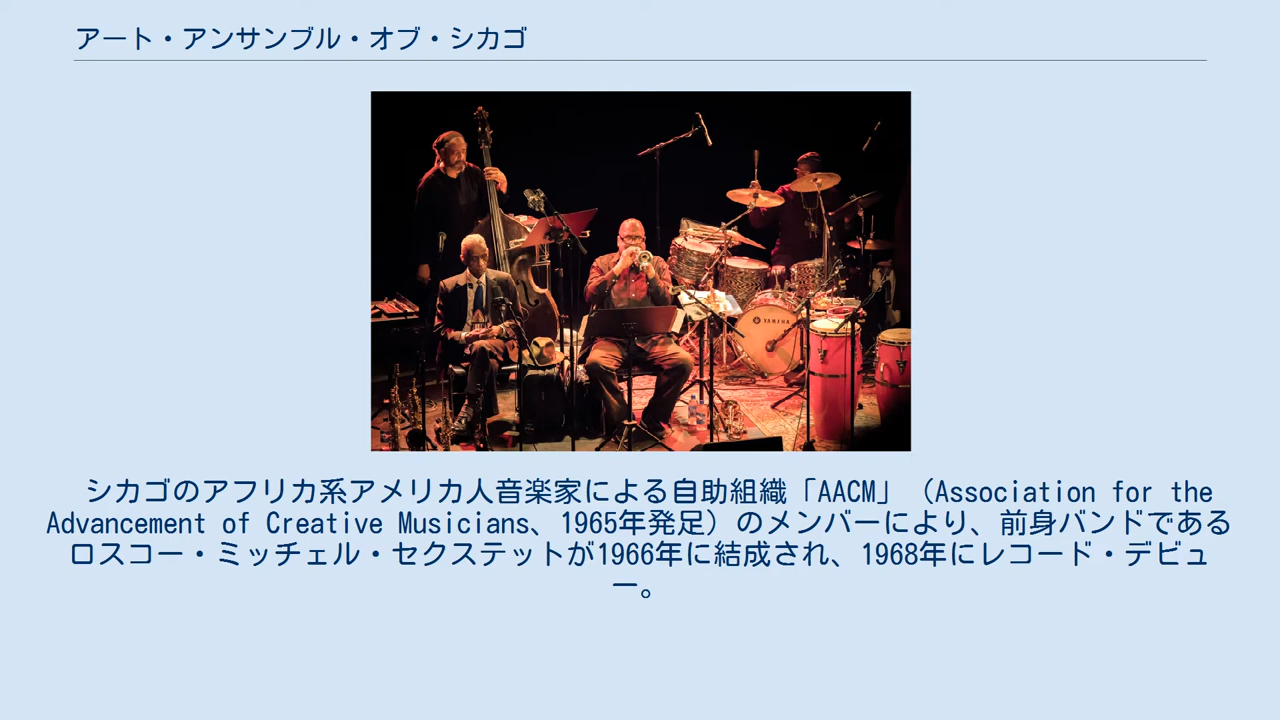 アート・アンサンブル・オブ・シカゴ
YAMAHA
シカゴのアフリカ系アメリカ人音楽家による自助組織「AACM」（Association for the
Advancement of Creative Musicians、1965年発足）のメンバーにより、前身バンドである
ロスコー・ミッチェル・セクステットが1966年に結成され、1968年にレコード・デビュ
ー。